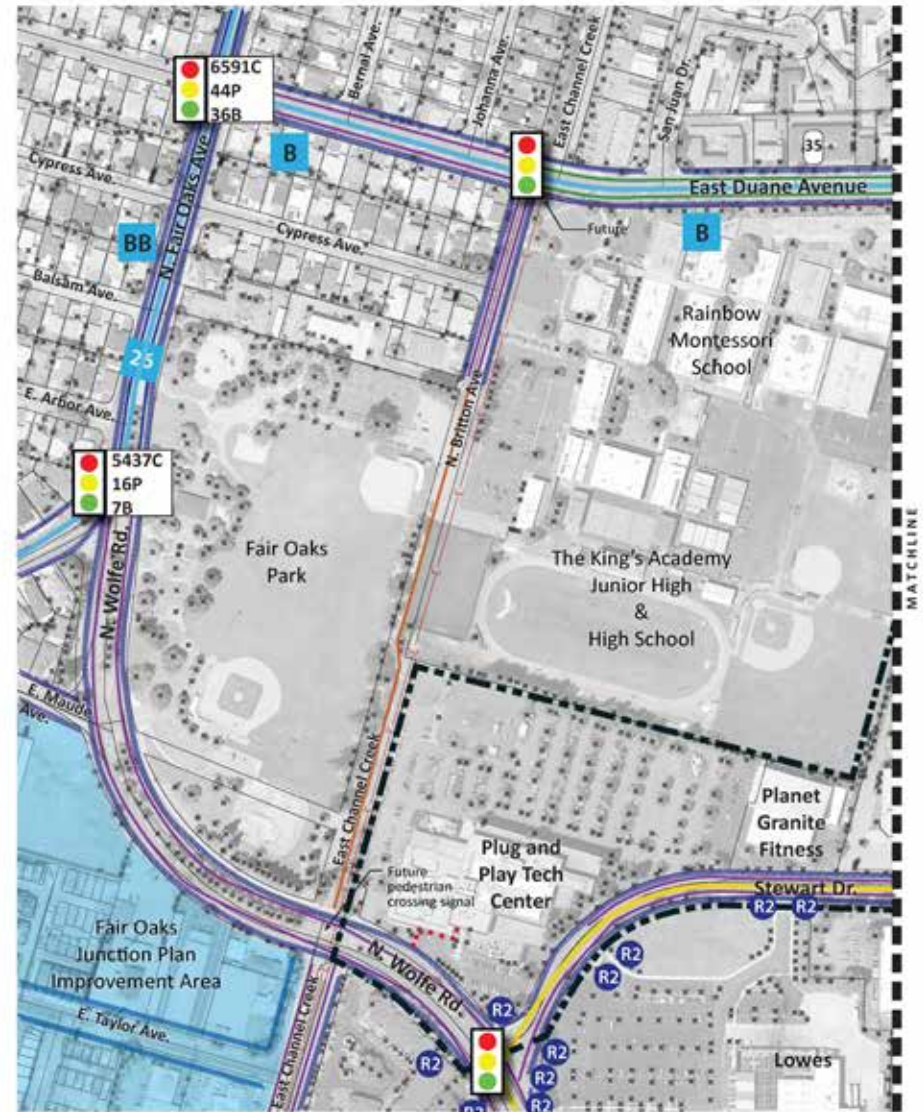 6591C
44P
36B
Bernal Ave.
Johanna Ave.
East Channel Creek
San Juan Dr.
35
B
East Duane Avenue
Future
B
Cypress Ave.
Cypress Ave.
N. Fair Oaks Ave
BB
Balsam Ave.
25
E. Arbor Ave.
Rainbow
Montessori
School
N. Britton Ave
5437C
16P
7B
N. Wolfe Rd
Fair Oaks
Park
The King's Academy
Junior High
&
High School
MATCHLINE
E. Maude
Ave.
East Channel Creek
Planet
Granite
Fitness
Plug and
Play Tech
Center
Future
pedestrian
crossing signal
Stewart Dr.
R2
R2
Fair Oaks
Junction Plan
Improvement Area
N. Wolfe Rd.
R2
R2
E. Taylor Ave.
East Channel Creek
R2
R2
R2
R2
R2
R2
Lowes